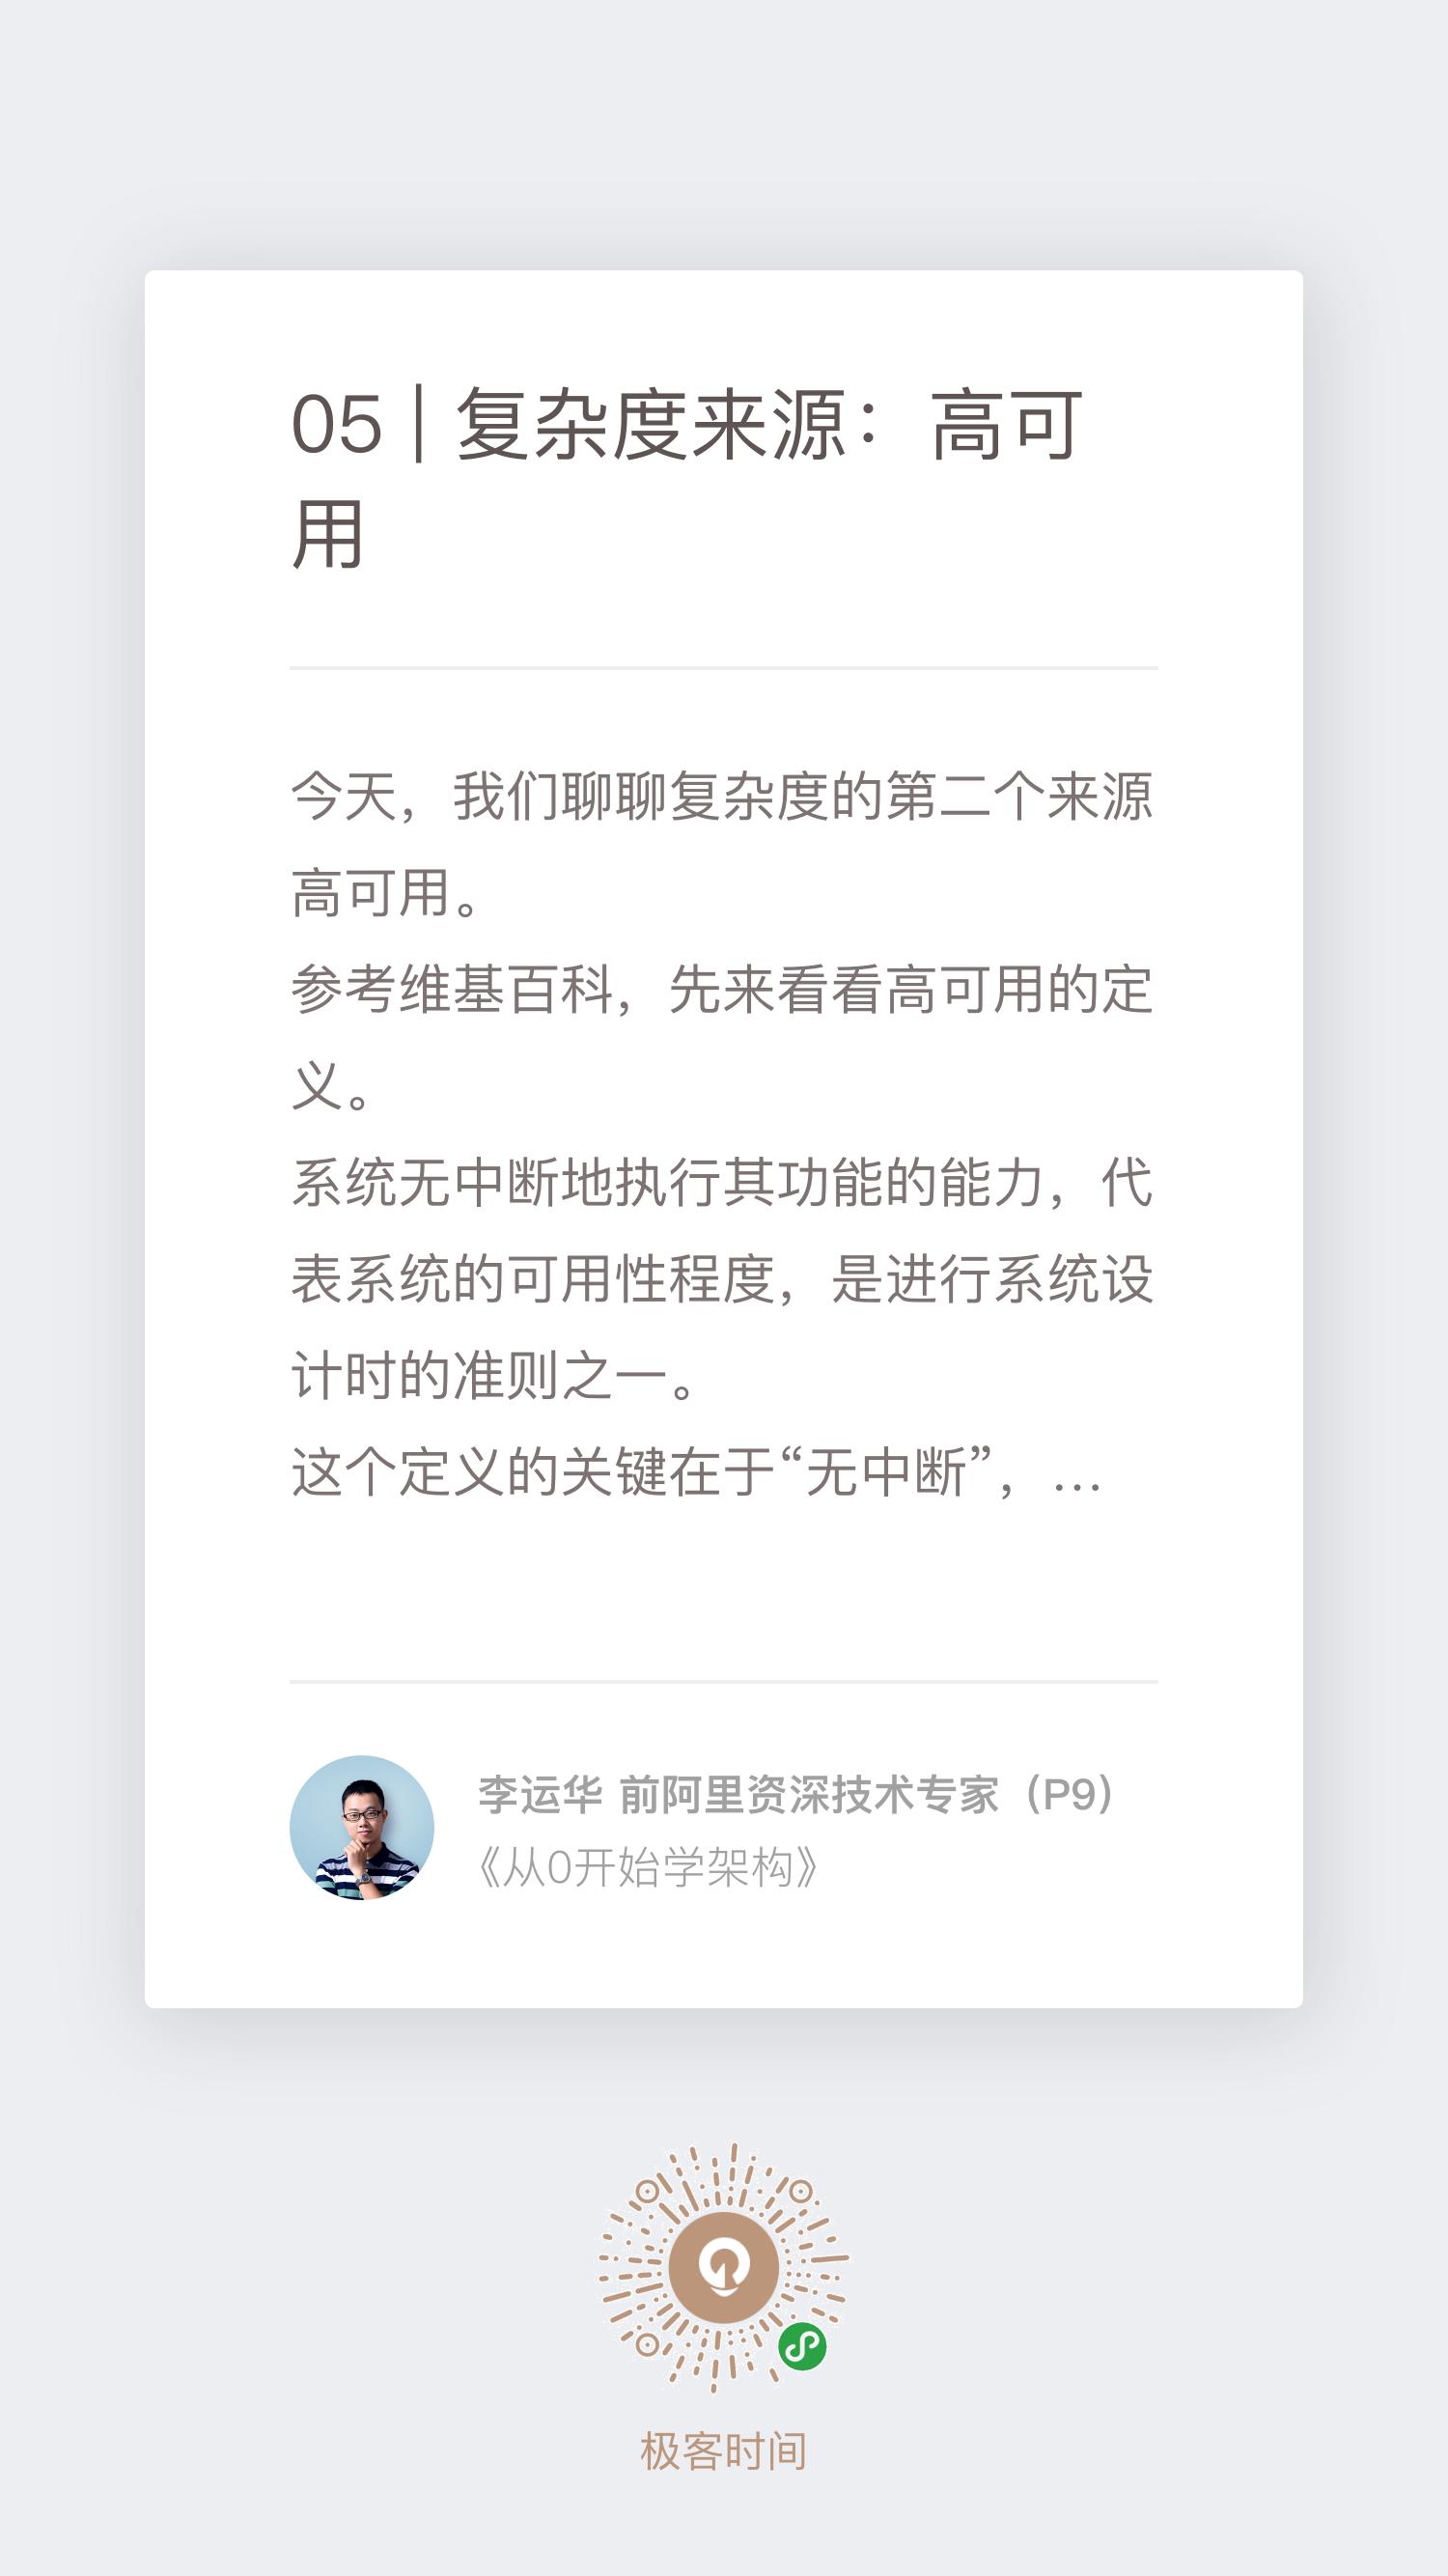 05 | 复杂度来源：高可
用
今天，我们聊聊复杂度的第二个来源
高可用。
参考维基百科，先来看看高可用的定
义。
系统无中断地执行其功能的能力，代
表系统的可用性程度，是进行系统设
计时的准则之一。
这个定义的关键在于“无中断”，…
李运华 前阿里资深技术专家（P9）
《从0开始学架构》
极客时间